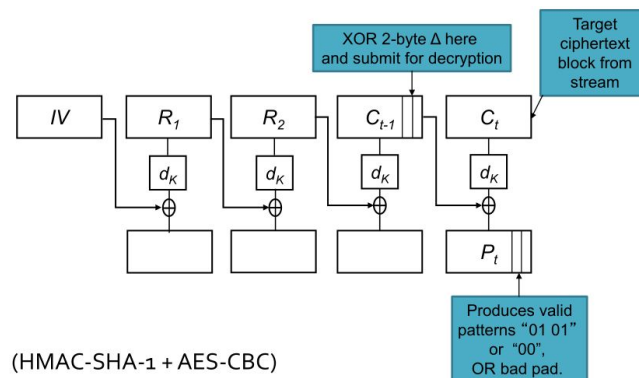 XOR 2-byte Δ here
and submit for decryption
Target
ciphertext
block from
stream
IV R₁ R₂ Cₜ₋₁ Cₜ
dK dK dK dK
Pₜ
Produces valid
patterns “01 01”
or “00”,
OR bad pad.
(HMAC-SHA-1 + AES-CBC)